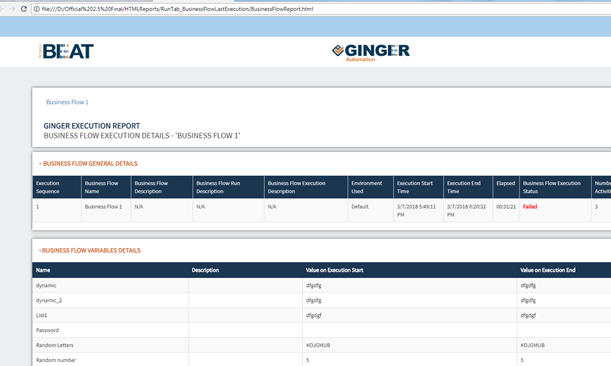 file:///D:/Official%202.5%20Final/HTMLReports/RunTab_BusinessFlowLastExecution/BusinessFlowReport.html
BEAT GINGER
Automation
Business Flow 1
GINGER EXECUTION REPORT
BUSINESS FLOW EXECUTION DETAILS - 'BUSINESS FLOW 1'
BUSINESS FLOW GENERAL DETAILS
Execution Business Flow Business Flow Business Flow Run Business Flow Execution Environment Execution Start Execution End Elapsed Business Flow Execution Numbe
Sequence Name Description Description Description Used Time Time Status Activiti
1 Business Flow 1 N/A N/A N/A Default 3/7/2018 5:49:11 3/7/2018 6:20:32 00:31:21 Failed 3
PM PM
BUSINESS FLOW VARIABLES DETAILS
Name Description Value on Execution Start Value on Execution End
dynamic dfgdfg dfgdfg
dynamic_2 dfgdfg dfgdfg
List1 dfgdgf dfgdgf
Password
Random Letters KOJGMUB KOJGMUB
Random number 5 5